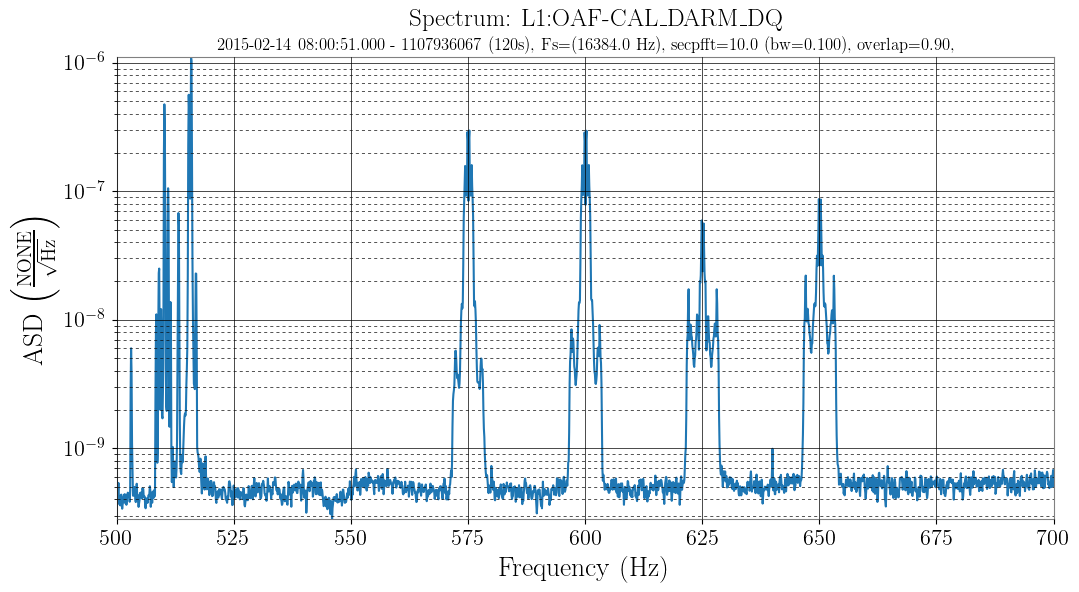 Spectrum: L1:OAF-CAL_DARM_DQ
2015-02-14 08:00:51.000 - 1107936067 (120s), Fs=(16384.0 Hz), secpfft=10.0 (bw=0.100), overlap=0.90,
10⁻⁶
10⁻⁷
10⁻⁸
10⁻⁹
ASD (NONE/√Hz)
500 525 550 575 600 625 650 675 700
Frequency (Hz)